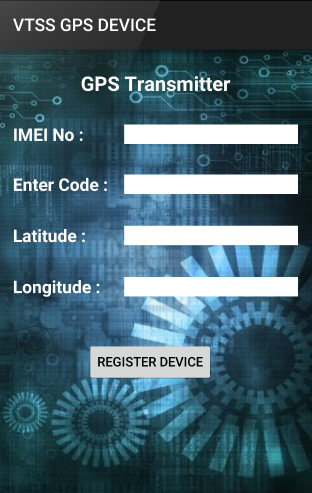 VTSS GPS DEVICE
GPS Transmitter
IMEI No :
Enter Code :
Latitude :
Longitude :
REGISTER DEVICE